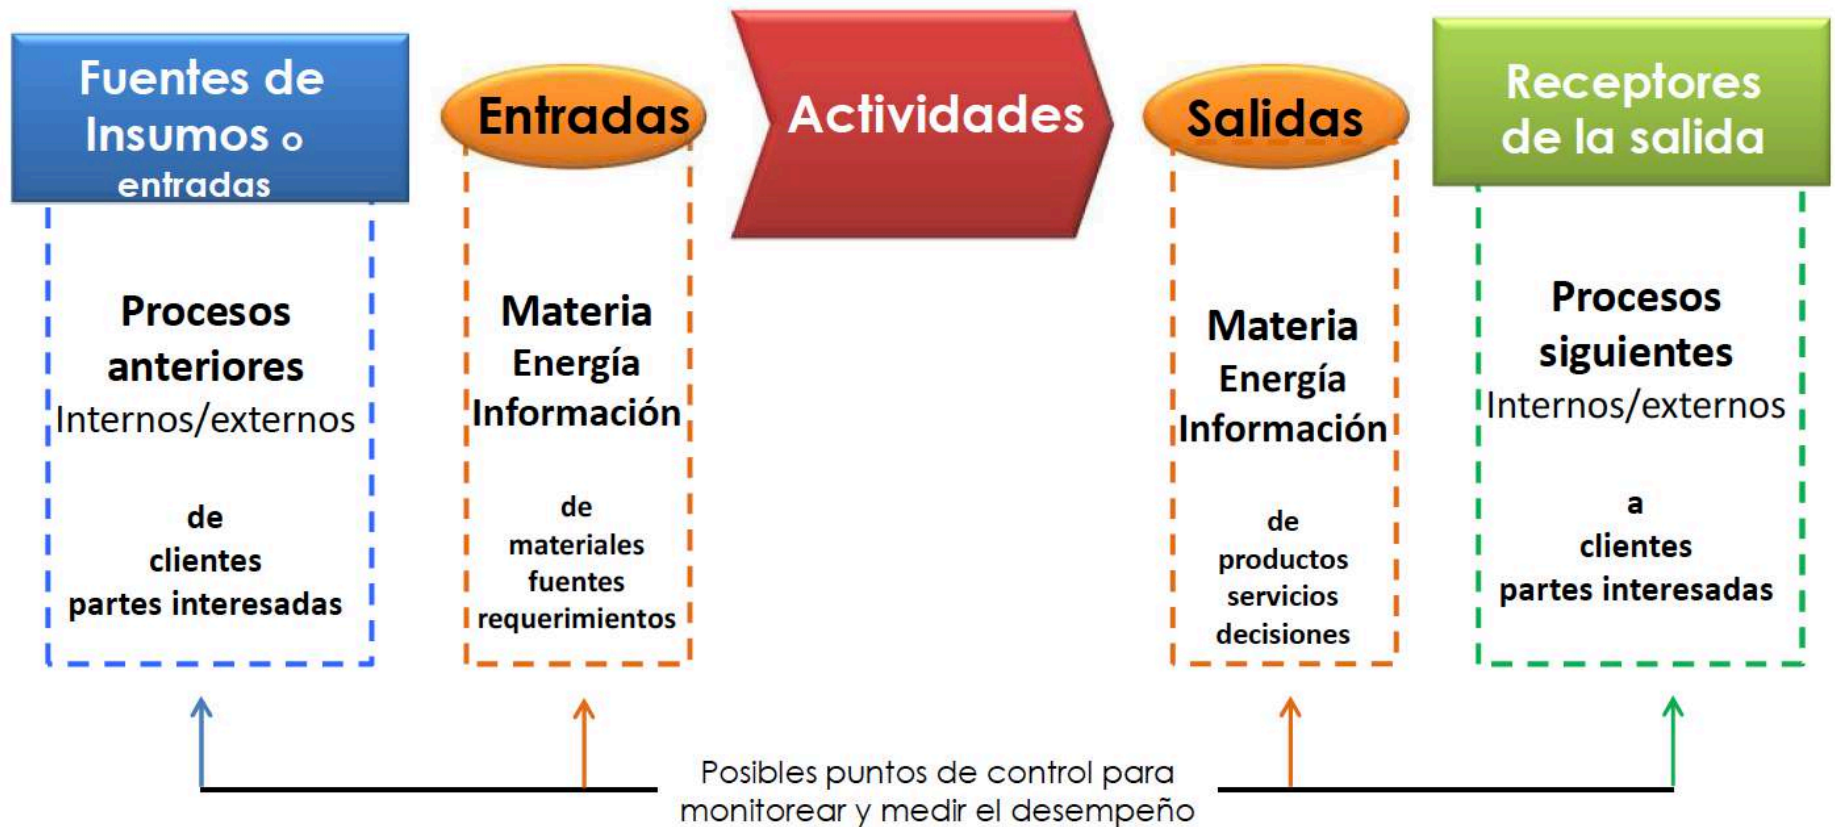 Fuentes de
Insumos o
entradas
Procesos
anteriores
Internos/externos
de
clientes
partes interesadas
Entradas
Materia
Energía
Información
de
materiales
fuentes
requerimientos
Actividades
Salidas
Materia
Energía
Información
de
productos
servicios
decisiones
Receptores
de la salida
Procesos
siguientes
Internos/externos
a
clientes
partes interesadas
Posibles puntos de control para
monitorear y medir el desempeño